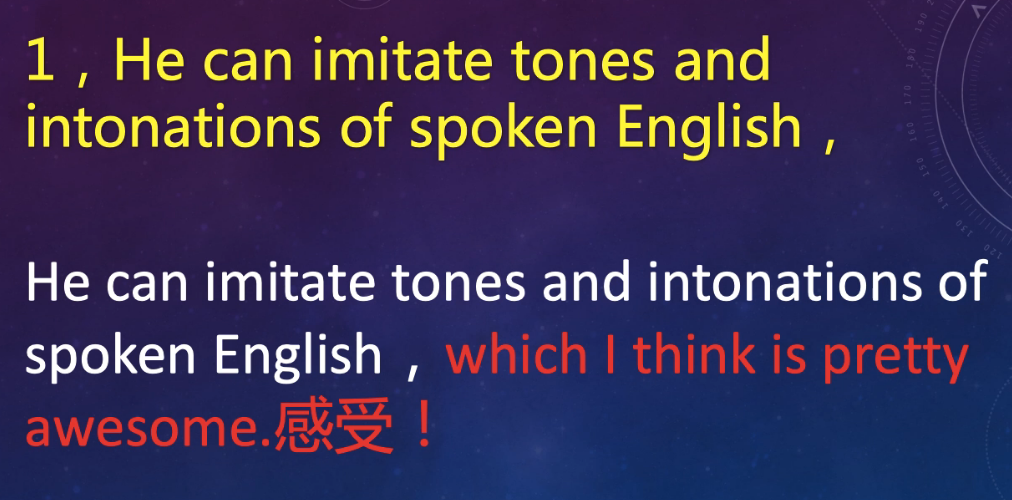 1，He can imitate tones and
intonations of spoken English，
He can imitate tones and intonations of
spoken English，which I think is pretty
awesome.感受！